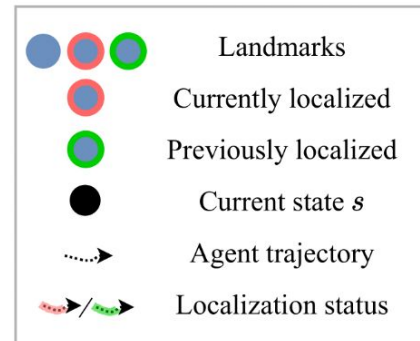 Landmarks
Currently localized
Previously localized
Current state s
Agent trajectory
/ Localization status